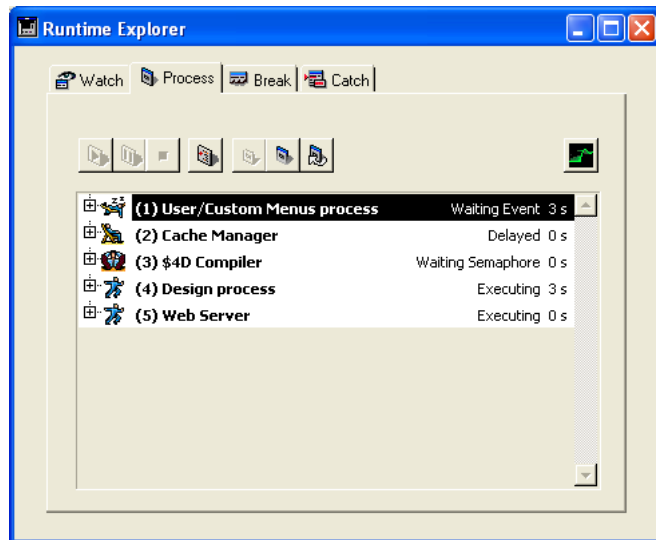 Runtime Explorer
Watch Process Break Catch
(1) User/Custom Menus process Waiting Event 3 s
(2) Cache Manager Delayed 0 s
(3) $4D Compiler Waiting Semaphore 0 s
(4) Design process Executing 3 s
(5) Web Server Executing 0 s